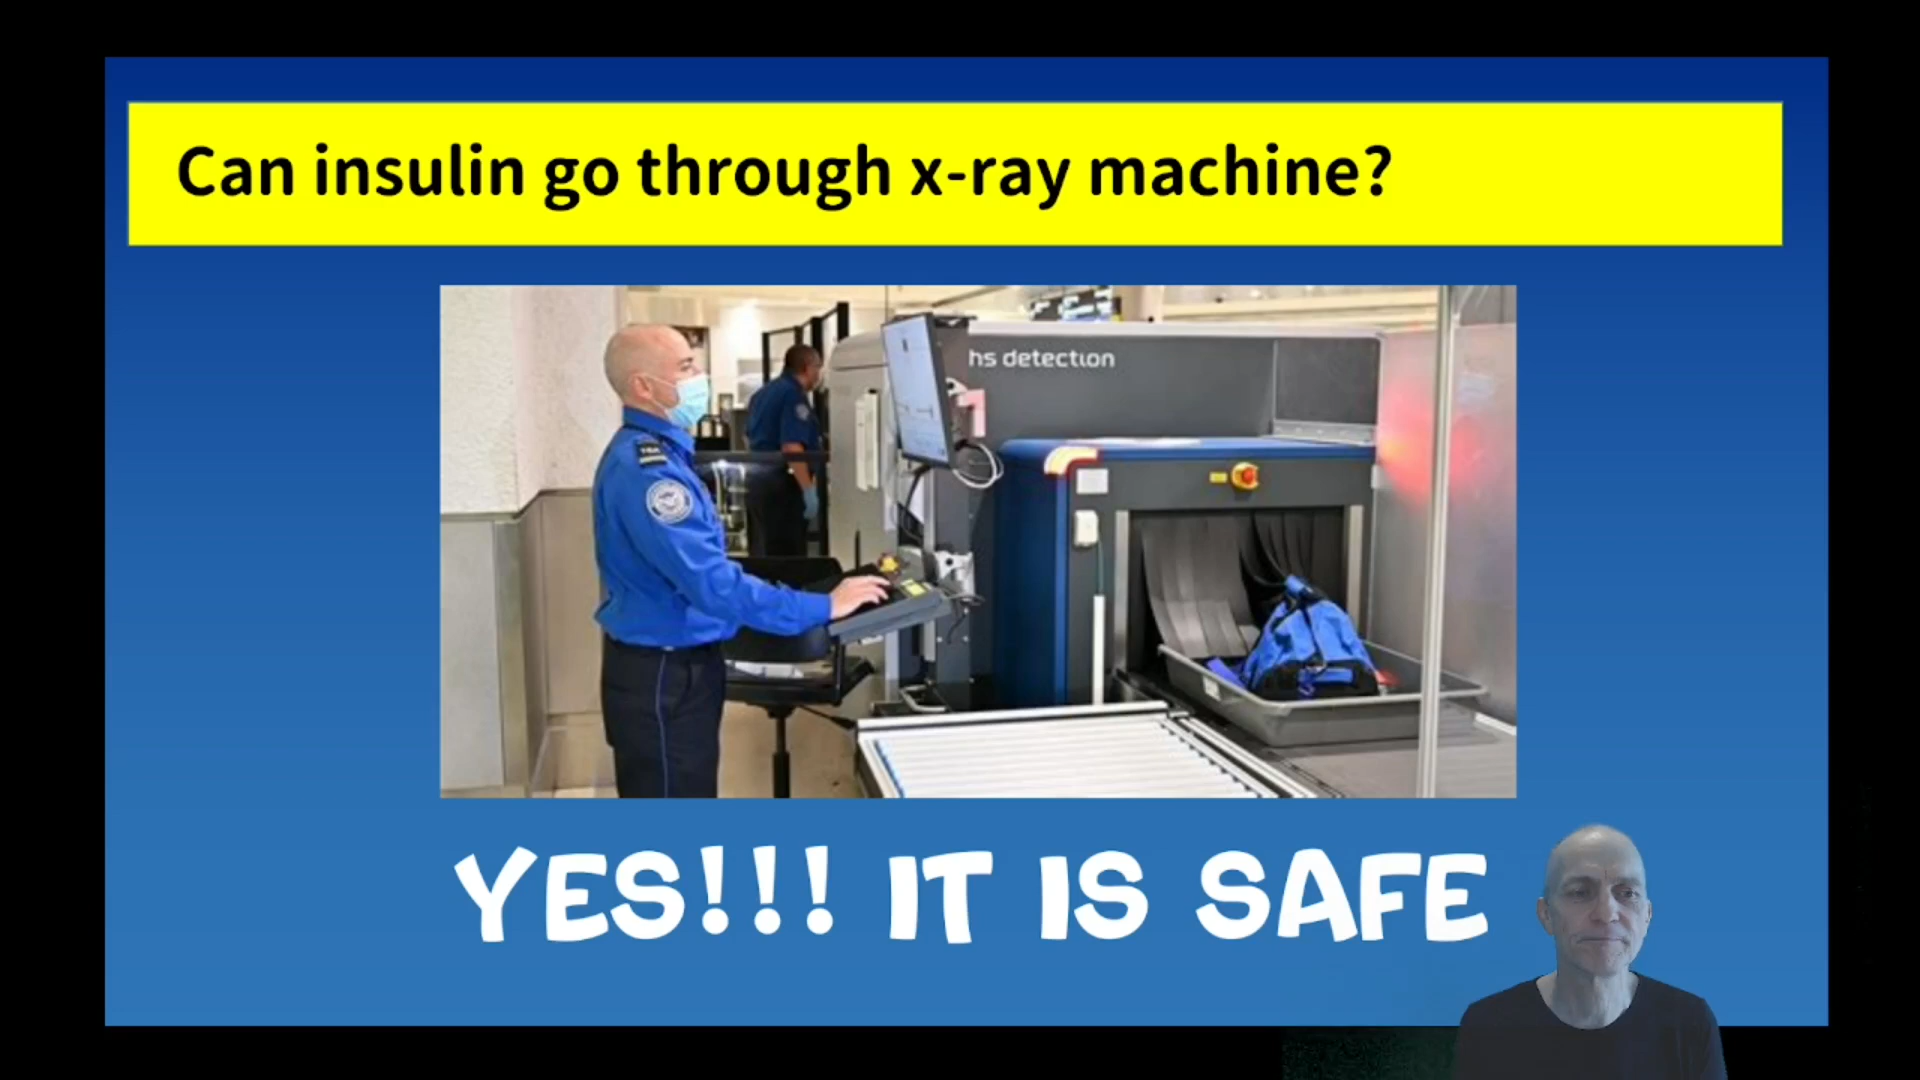 Can insulin go through x-ray machine?
hs detection
YES!!! IT IS SAFE